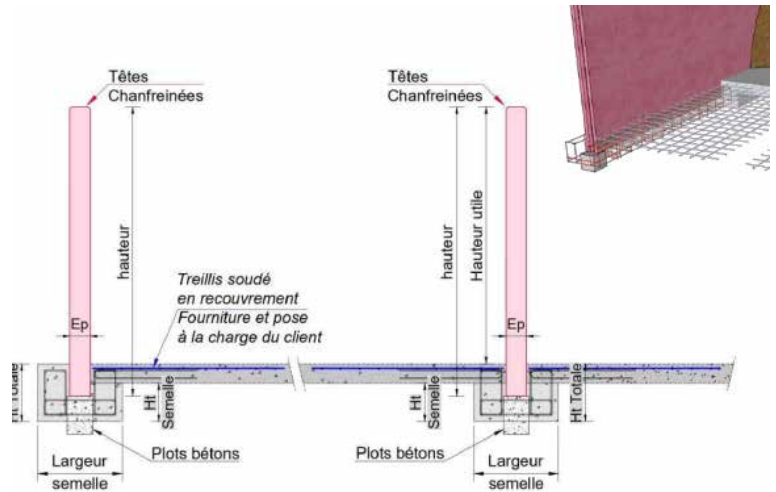 Têtes
Chanfreinées
Têtes
Chanfreinées
hauteur
hauteur
Hauteur utile
Treillis soudé
en recouvrement
Fourniture et pose
à la charge du client
Ep
Ep
Ht Totale
Ht
Semelle
Ht
Semelle
Ht Totale
Plots bétons
Plots bétons
Largeur
semelle
Largeur
semelle